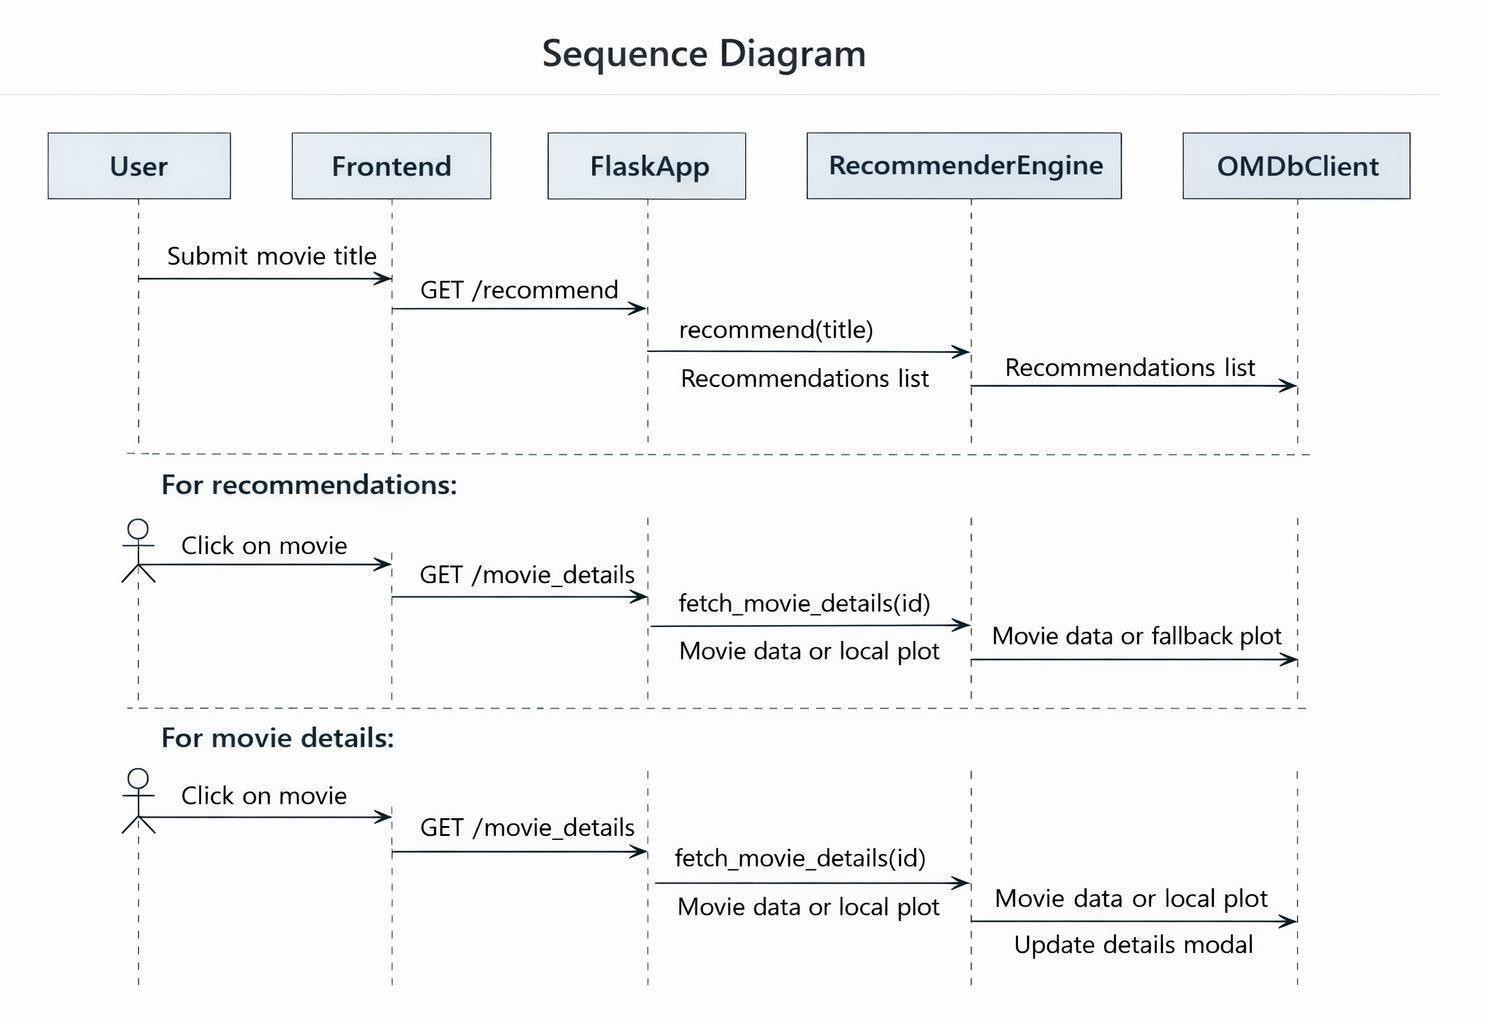 Sequence Diagram
User
Frontend
FlaskApp
RecommenderEngine
OMDbClient
Submit movie title
GET /recommend
recommend(title)
Recommendations list
Recommendations list
For recommendations:
Click on movie
GET /movie_details
fetch_movie_details(id)
Movie data or fallback plot
Movie data or local plot
For movie details:
Click on movie
GET /movie_details
fetch_movie_details(id)
Movie data or local plot
Movie data or local plot
Update details modal